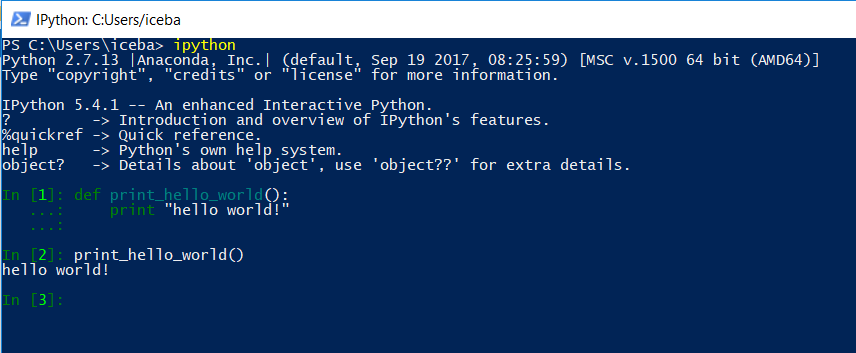 IPython: C:Users/iceba
PS C:\Users\iceba> ipython
Python 2.7.13 |Anaconda, Inc.| (default, Sep 19 2017, 08:25:59) [MSC v.1500 64 bit (AMD64)]
Type "copyright", "credits" or "license" for more information.

IPython 5.4.1 -- An enhanced Interactive Python.
?         -> Introduction and overview of IPython's features.
%quickref -> Quick reference.
help      -> Python's own help system.
object?   -> Details about 'object', use 'object??' for extra details.

In [1]: def print_hello_world():
   ...:     print "hello world!"
   ...:

In [2]: print_hello_world()
hello world!

In [3]: